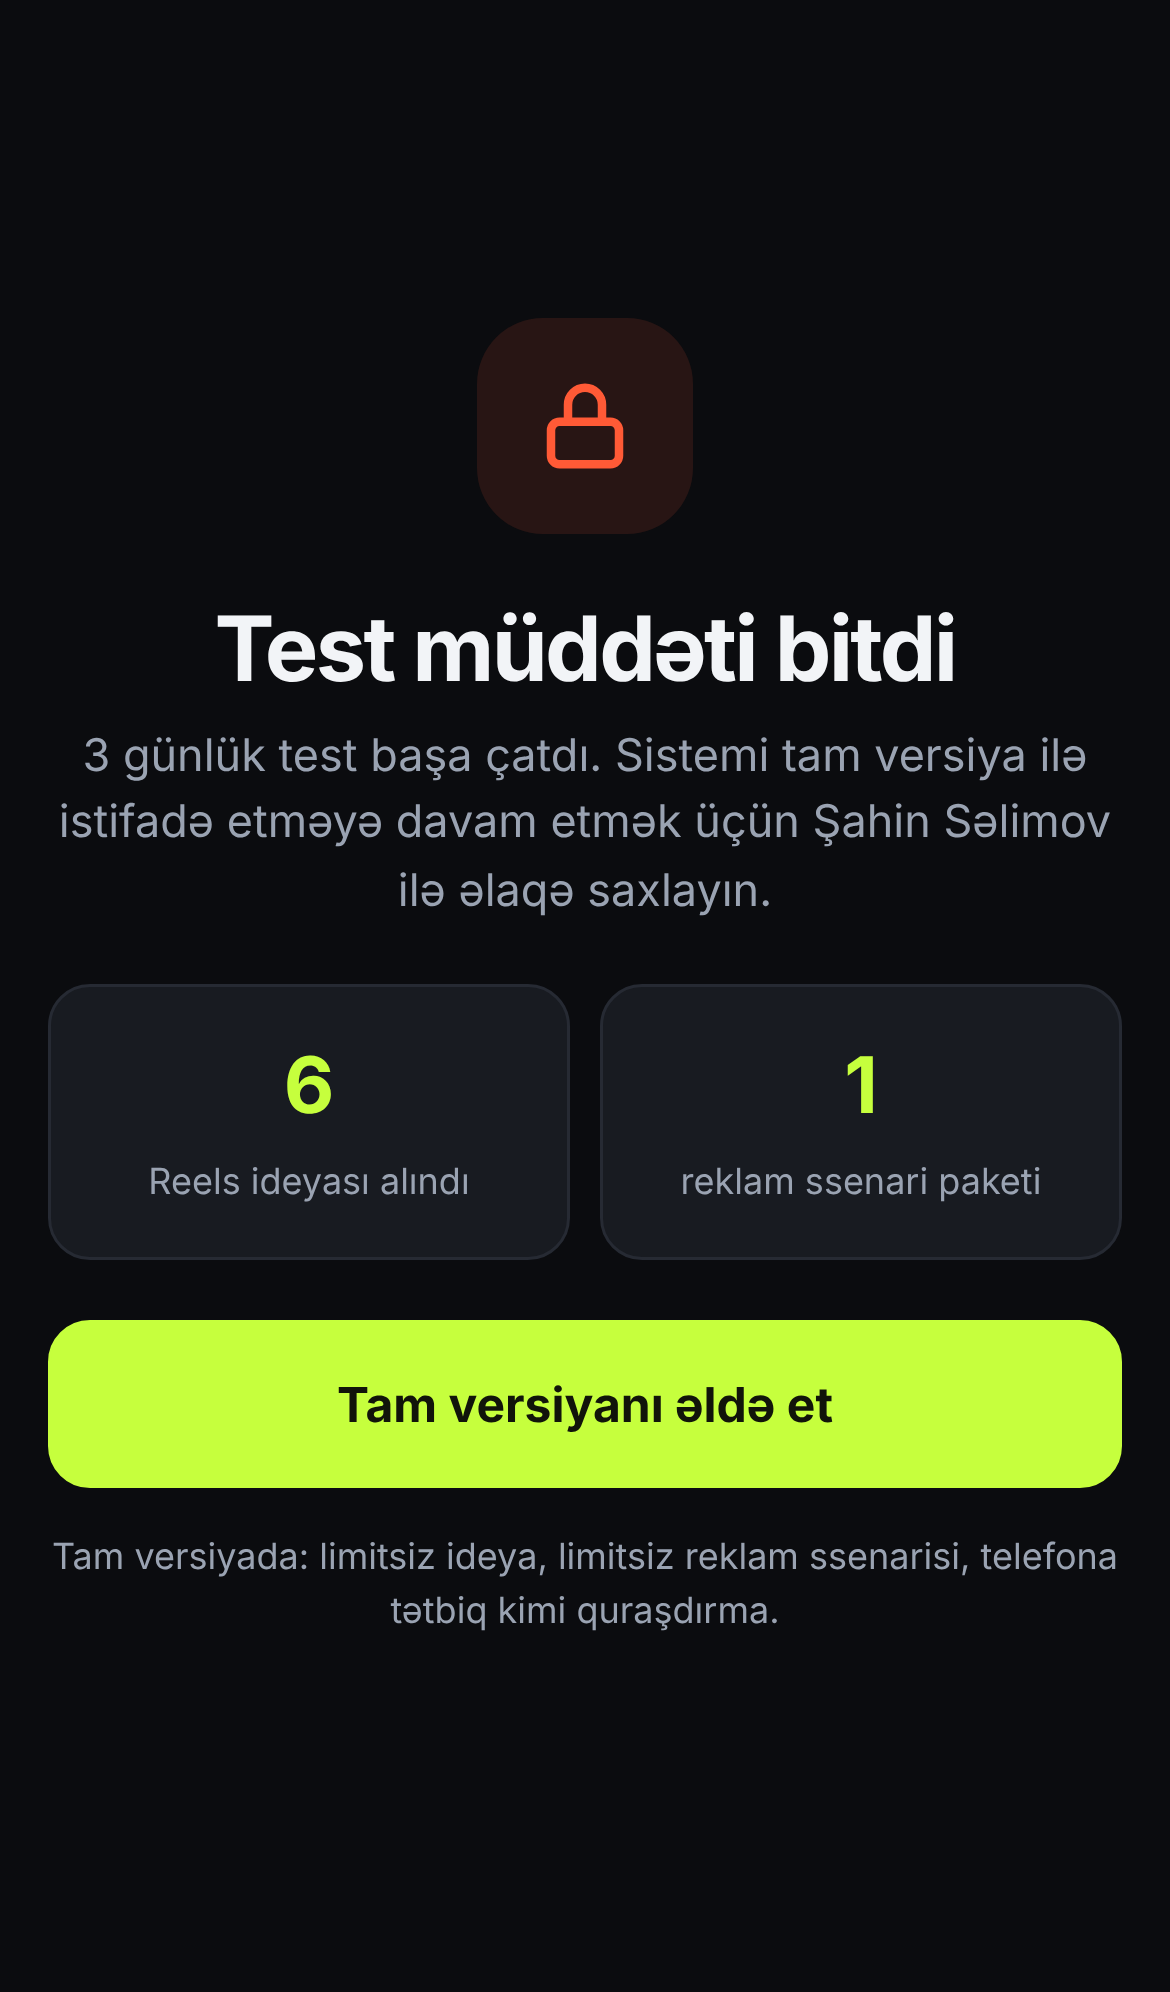 Test müddəti bitdi
3 günlük test başa çatdı. Sistemi tam versiya ilə
istifadə etməyə davam etmək üçün Şahin Səlimov
ilə əlaqə saxlayın.
6
Reels ideyası alındı
1
reklam ssenari paketi
Tam versiyanı əldə et
Tam versiyada: limitsiz ideya, limitsiz reklam ssenarisi, telefona
tətbiq kimi quraşdırma.